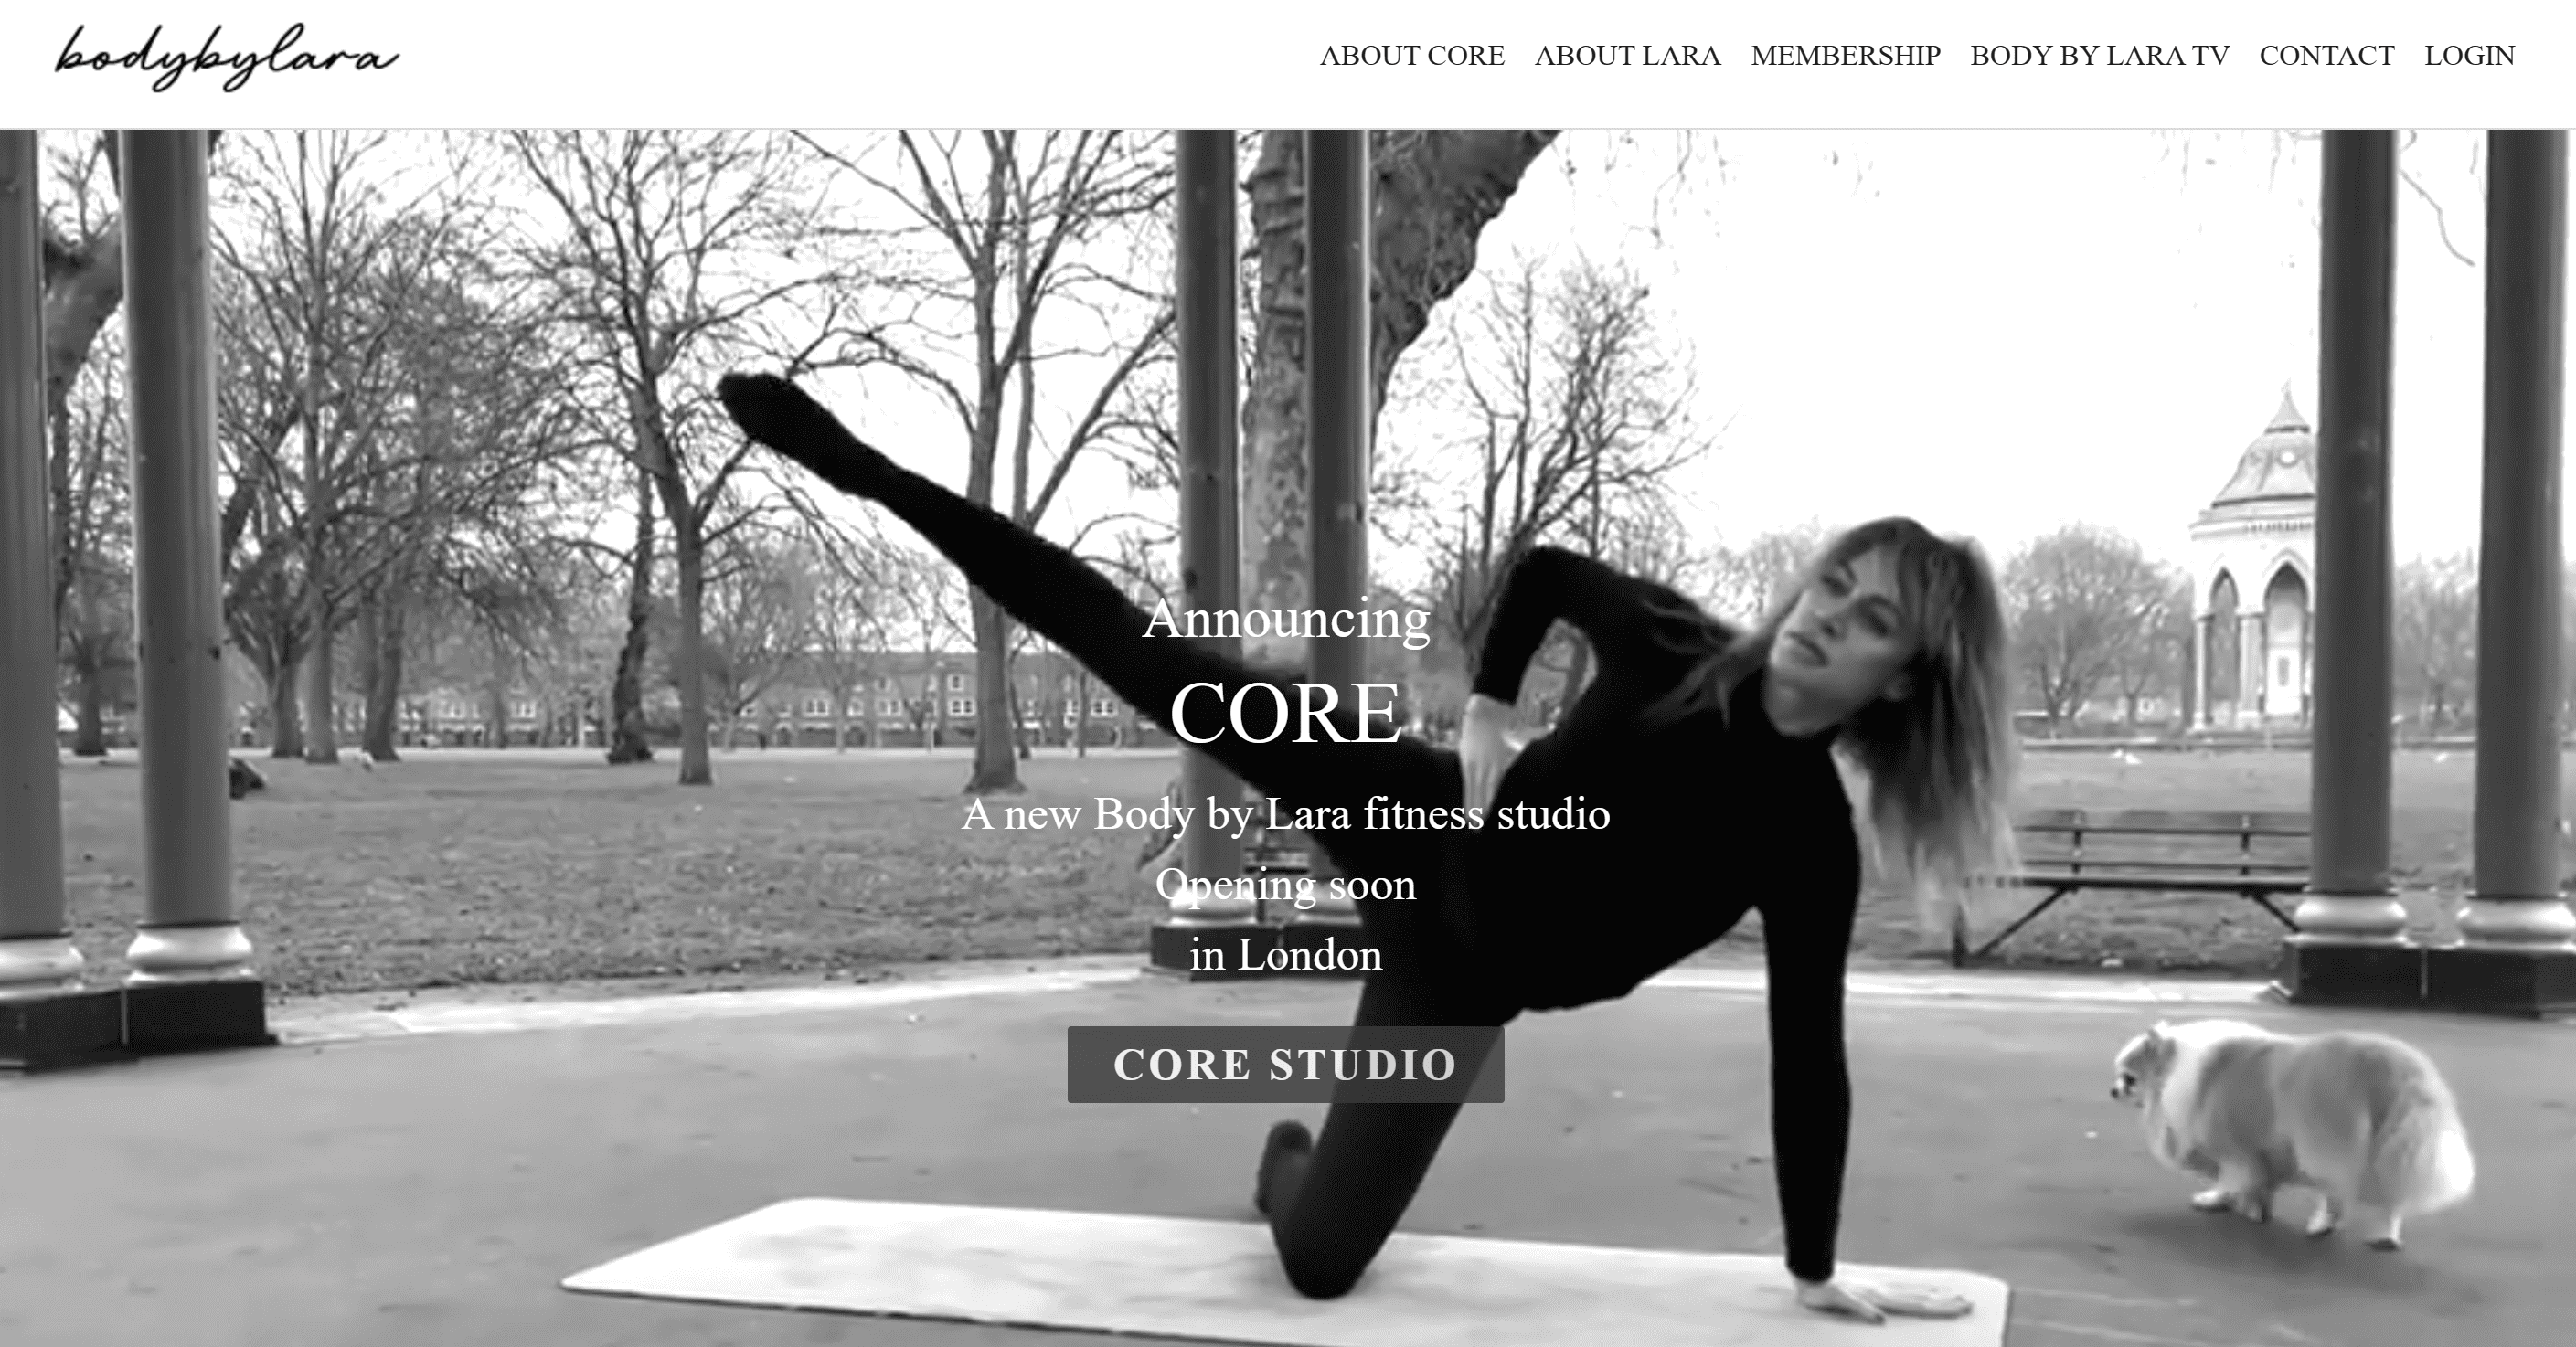 bodybylara
ABOUT CORE ABOUT LARA MEMBERSHIP BODY BY LARA TV CONTACT LOGIN
Announcing
CORE
A new Body by Lara fitness studio
Opening soon
in London
CORE STUDIO